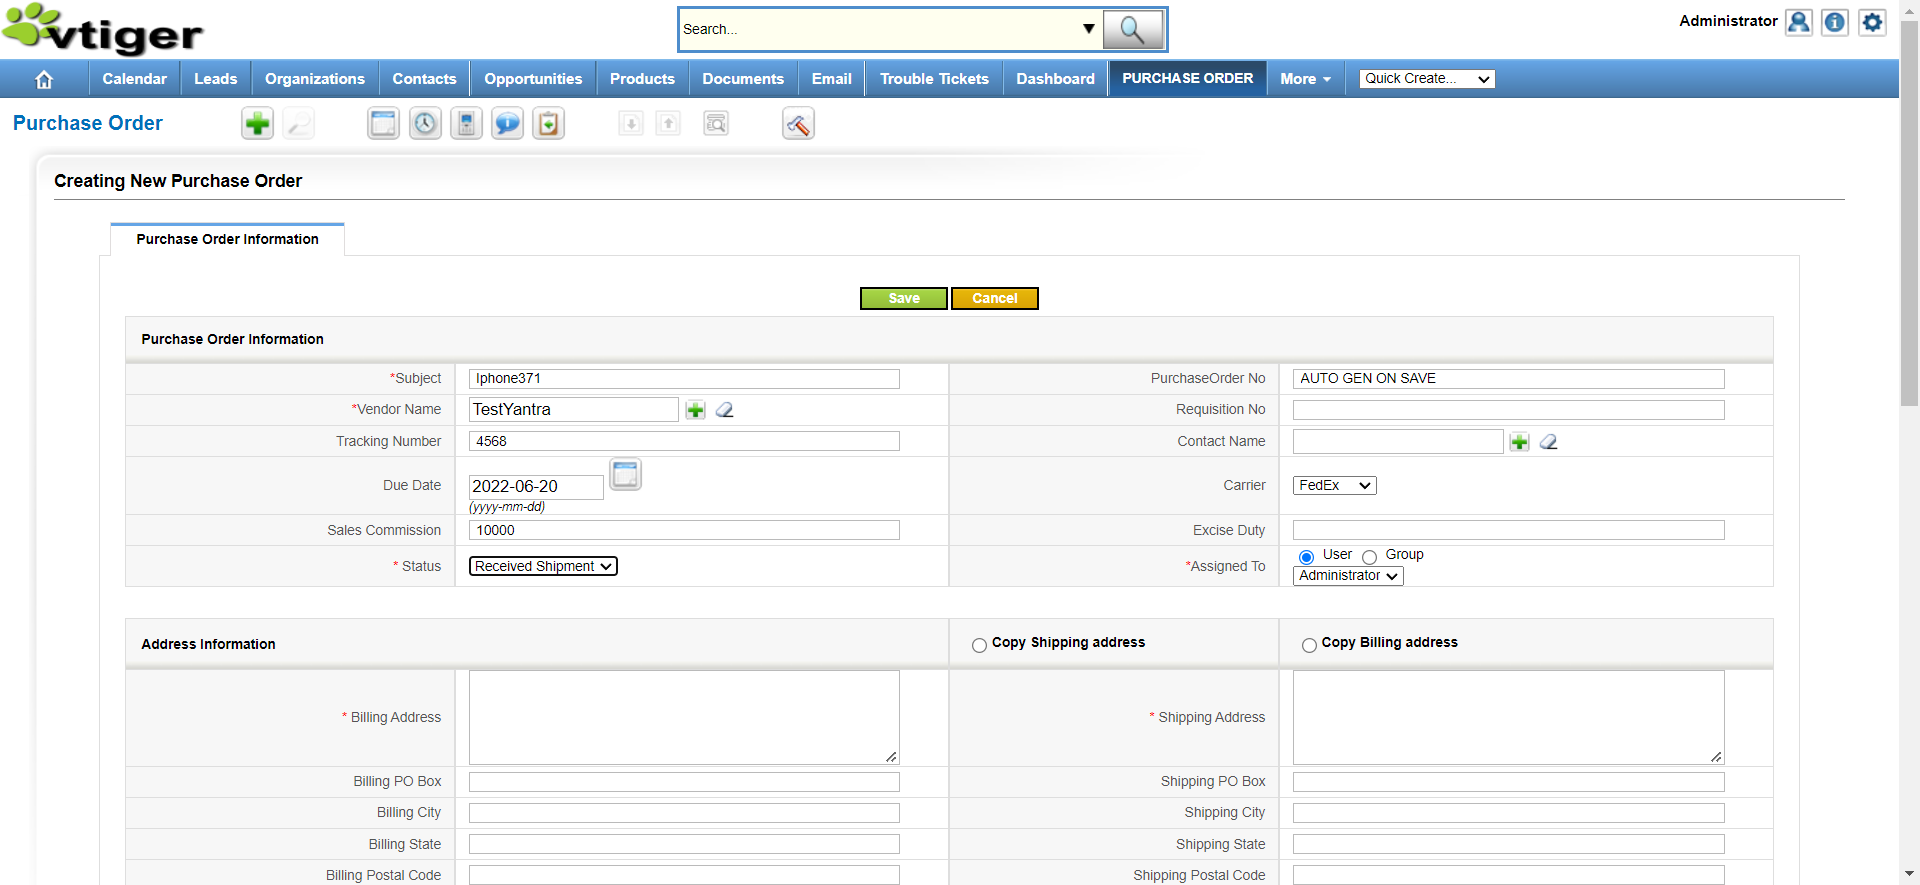 vtiger
Search...
Administrator
Calendar Leads Organizations Contacts Opportunities Products Documents Email Trouble Tickets Dashboard PURCHASE ORDER More Quick Create...
Purchase Order
Creating New Purchase Order
Purchase Order Information
Save Cancel
Purchase Order Information
*Subject Iphone371 PurchaseOrder No AUTO GEN ON SAVE
*Vendor Name TestYantra Requisition No
Tracking Number 4568 Contact Name
Due Date 2022-06-20 Carrier FedEx
(yyyy-mm-dd)
Sales Commission 10000 Excise Duty
* Status Received Shipment *Assigned To User Group
Administrator
Address Information Copy Shipping address Copy Billing address
* Billing Address * Shipping Address
Billing PO Box Shipping PO Box
Billing City Shipping City
Billing State Shipping State
Billing Postal Code Shipping Postal Code